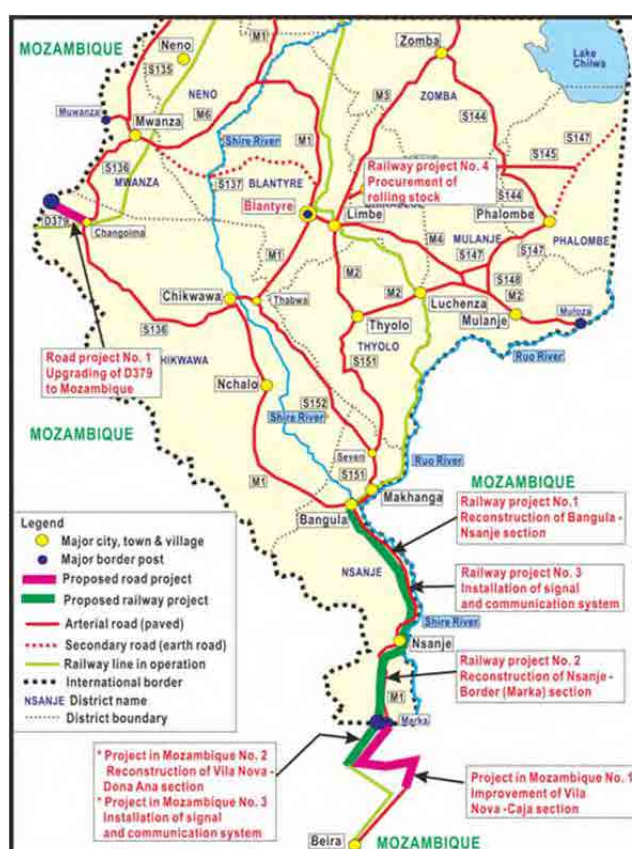 MOZAMBIQUE
Neno
M1
Zomba
Lake
Chilwa
S135
NENO
M3
ZOMBA
Muwanza
Mwanza
M6
Shire River
M1
S144
S147
S145
S136
MWANZA
S137
BLANTYRE
Railway project No. 4
Procurement of
rolling stock
S144
Blantyre
Limbe
Phalombe
D379
Changoima
M4
MULANJE
S147
S147
PHALOMBE
M1
M2
S148
Chikwawa
Thabwa
M2
Luchenza
M2
Mulanje
Muloza
S136
Thyolo
THYOLO
Road project No. 1
Upgrading of D379
to Mozambique
HIKWAWA
S151
Ruo River
Nchalo
S152
Shire River
MOZAMBIQUE
Seven
S151
Ruo River
M1
Makhanga
MOZAMBIQUE
Bangula
Railway project No.1
Reconstruction of Bangula -
Nsanje section
Legend
Major city, town & village
Major border post
Proposed road project
Proposed railway project
Arterial road (paved)
Secondary road (earth road)
Railway line in operation
International border
NSANJE District name
District boundary
NSANJE
Railway project No. 3
Installation of signal
and communication system
Shire River
Nsanje
Railway project No. 2
Reconstruction of Nsanje -
Border (Marka) section
M1
Marka
* Project in Mozambique No. 2
Reconstruction of Vila Nova -
Dona Ana section
* Project in Mozambique No. 3
Installation of signal
and communication system
Project in Mozambique No. 1
Improvement of Vila
Nova -Caja section
Beira
MOZAMBIQUE